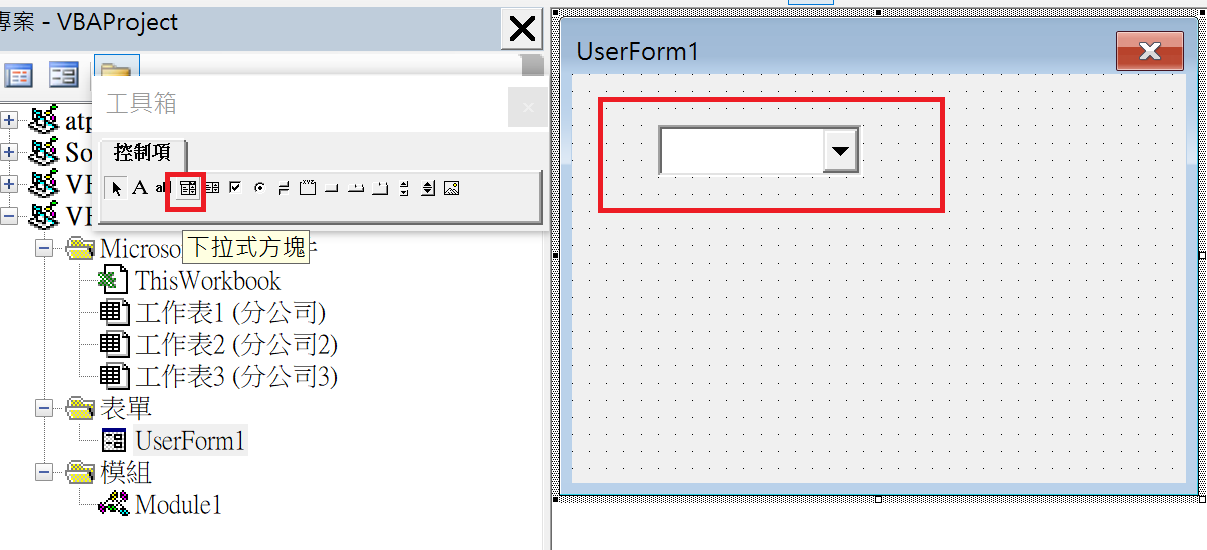 專案 - VBAProject
工具箱
控制項
A
ab
XYZ
下拉式方塊
atp
So
VB
VB
Microso
ThisWorkbook
工作表1 (分公司)
工作表2 (分公司2)
工作表3 (分公司3)
表單
UserForm1
模組
Module1
UserForm1